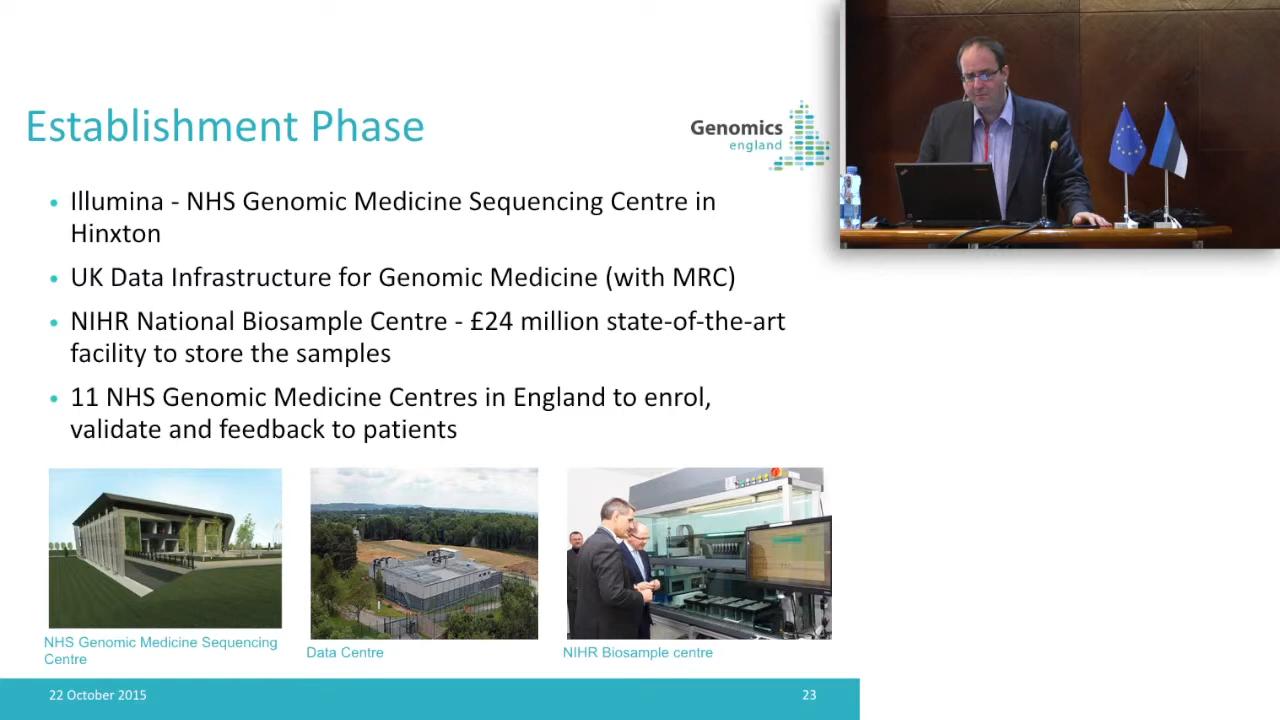 Establishment Phase
Genomics
england
• Illumina - NHS Genomic Medicine Sequencing Centre in
Hinxton
• UK Data Infrastructure for Genomic Medicine (with MRC)
• NIHR National Biosample Centre - £24 million state-of-the-art
facility to store the samples
• 11 NHS Genomic Medicine Centres in England to enrol,
validate and feedback to patients
NHS Genomic Medicine Sequencing
Centre
Data Centre
NIHR Biosample centre
22 October 2015
23